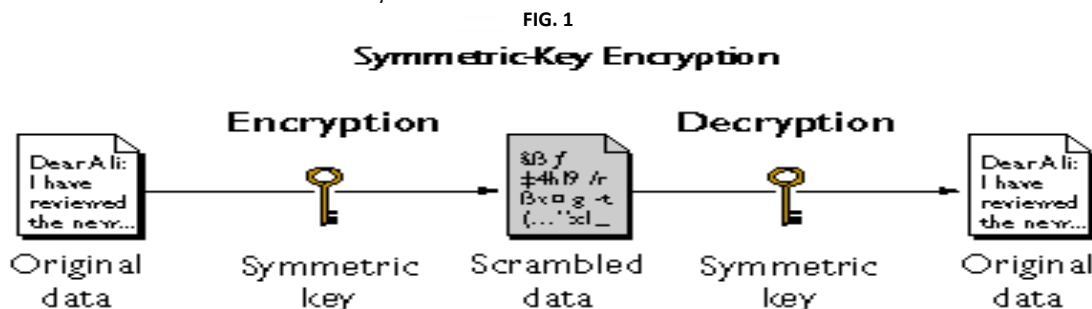 FIG. 1
Symmetric-Key Encryption
Encryption
Decryption
Dear Ali:
I have
reviewed
the new...
Dear Ali:
I have
reviewed
the new...
Original
data
Symmetric
key
Scrambled
data
Symmetric
key
Original
data